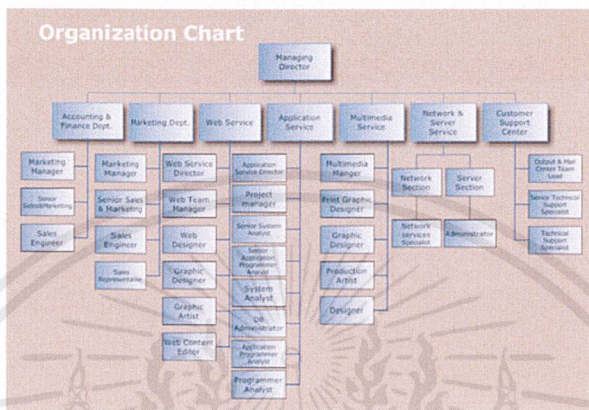 Organization Chart
Managing
Director
Accounting &
Finance Dept.
Marketing Dept.
Web Service
Application
Service
Multimedia
Service
Network &
Server
Service
Customer
Support
Center
Marketing
Manager
Senior
Sales&Marketing
Sales
Engineer
Marketing
Manager
Senior Sales
& Marketing
Sales
Engineer
Sales
Representative
Web Service
Director
Web Team
Manager
Web
Designer
Graphic
Designer
Graphic
Artist
Web Content
Editor
Application
Service Director
Project
manager
Senior System
Analyst
Senior
Application
Programmer
Analyst
System
Analyst
DB
Administrator
Application
Programmer
Analyst
Programmer
Analyst
Multimedia
Manger
Print Graphic
Designer
Graphic
Designer
Production
Artist
Designer
Network
Section
Network
services
Specialist
Server
Section
Administrator
Output & Mail
Center Team
Lead
Senior Technical
Support
Specialist
Technical
Support
Specialist